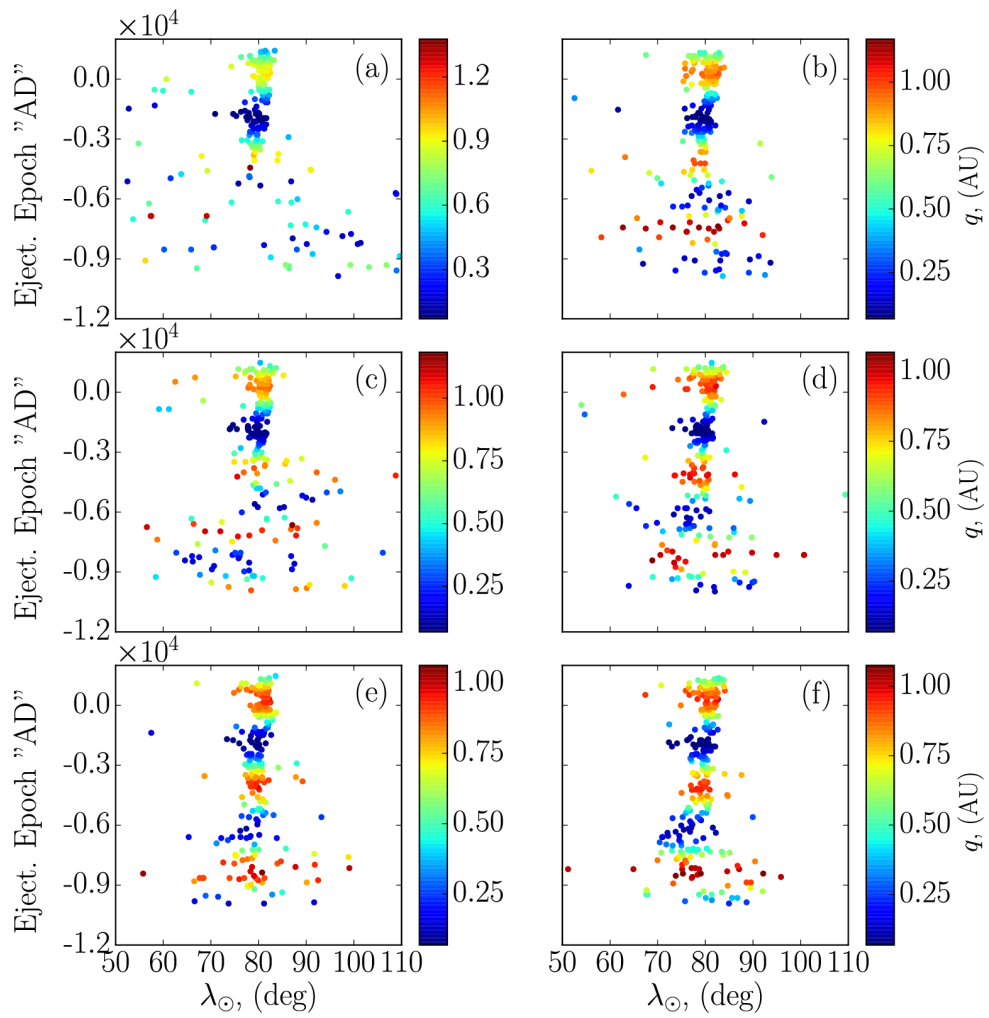 ×10⁴
(a)
0.0
-0.3
-0.6
-0.9
-1.2
Eject. Epoch "AD"
1.2
0.9
0.6
0.3
(b)
1.00
0.75
0.50
0.25
q, (AU)
×10⁴
(c)
0.0
-0.3
-0.6
-0.9
-1.2
Eject. Epoch "AD"
1.00
0.75
0.50
0.25
(d)
1.00
0.75
0.50
0.25
q, (AU)
×10⁴
(e)
0.0
-0.3
-0.6
-0.9
-1.2
Eject. Epoch "AD"
1.00
0.75
0.50
0.25
(f)
1.00
0.75
0.50
0.25
q, (AU)
50 60 70 80 90 100 110
λ☉, (deg)
50 60 70 80 90 100 110
λ☉, (deg)